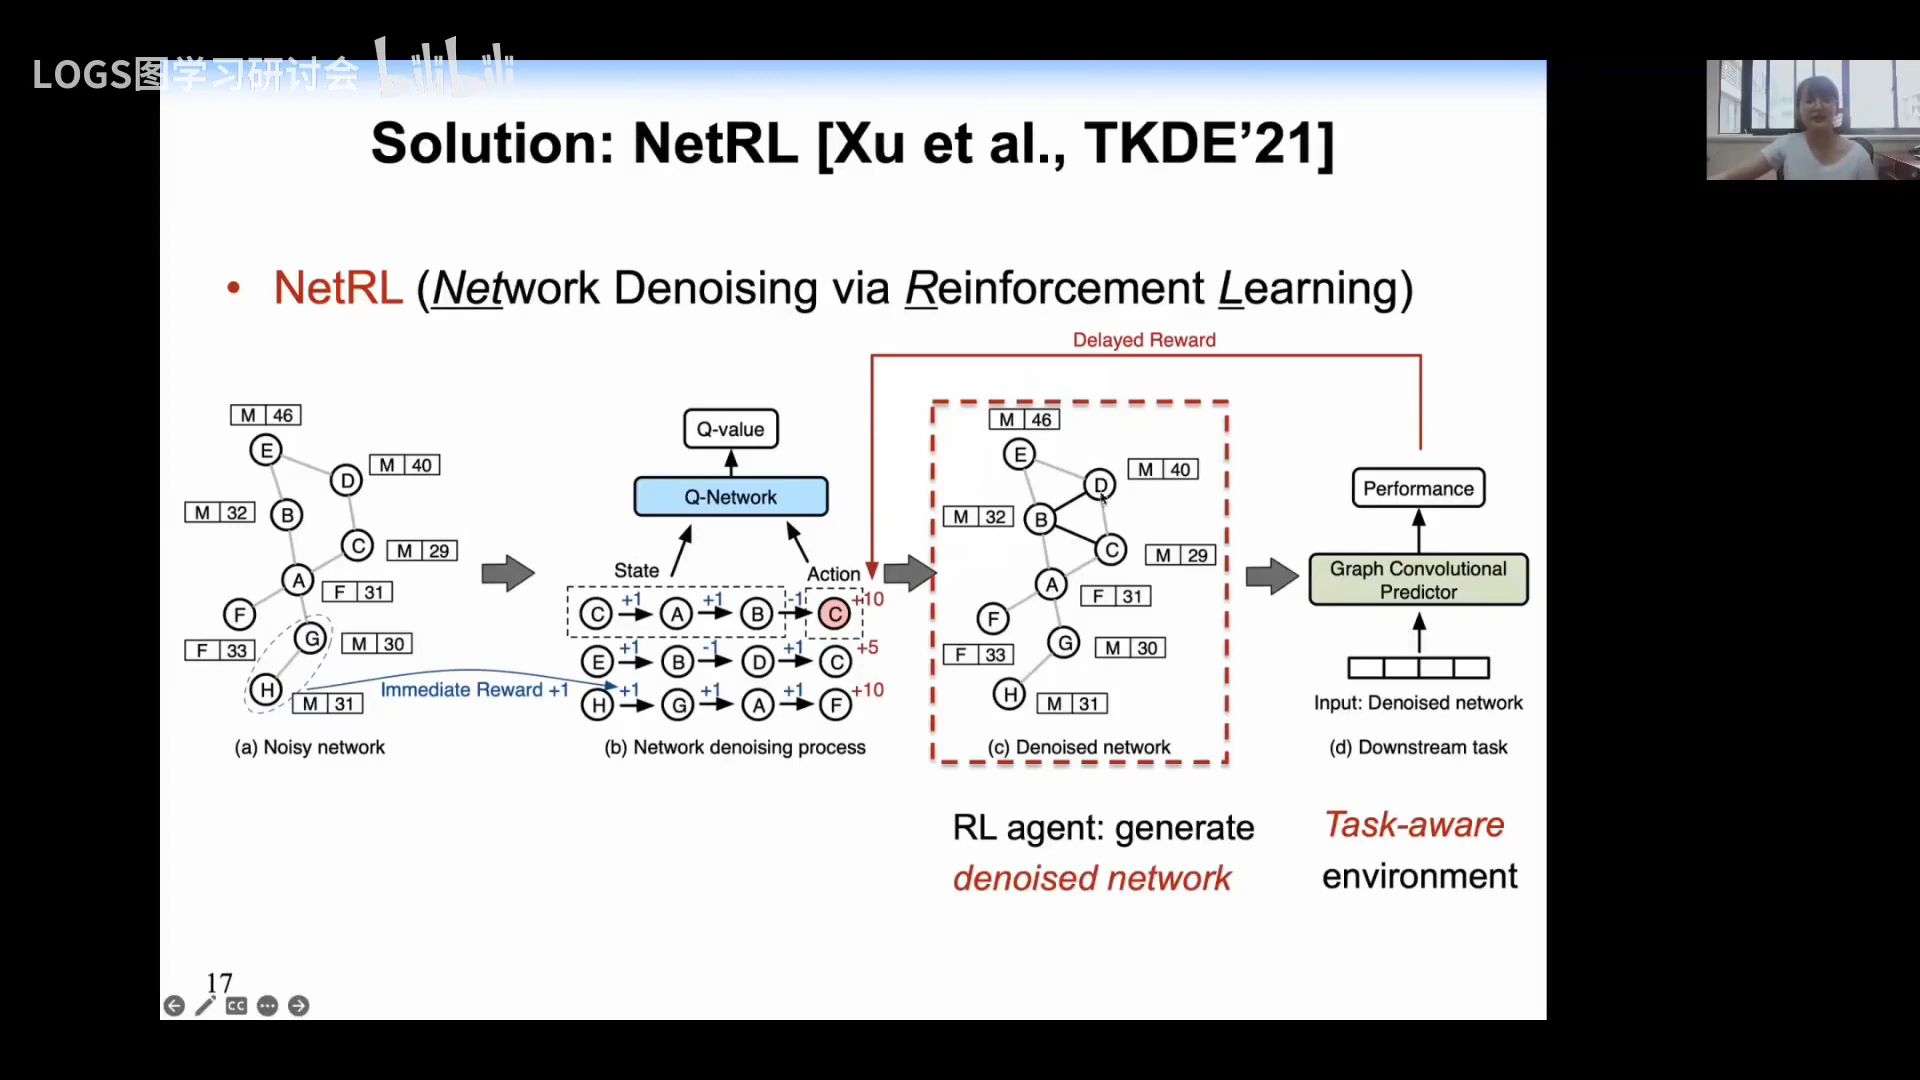 LOGS图学习研讨会 bilibili
Solution: NetRL [Xu et al., TKDE’21]
• NetRL (Network Denoising via Reinforcement Learning)
Delayed Reward
M 46
E
D
M 40
M 32
B
C
M 29
A
F 31
F
G
F 33
M 30
H
M 31
(a) Noisy network
Immediate Reward +1
Q-value
Q-Network
State
Action
C +1 A +1 B -1 C +10
E +1 B -1 D +1 C +5
H +1 G +1 A +1 F +10
(b) Network denoising process
M 46
E
D
M 40
M 32
B
C
M 29
A
F 31
F
G
F 33
M 30
H
M 31
(c) Denoised network
Performance
Graph Convolutional
Predictor
Input: Denoised network
(d) Downstream task
RL agent: generate
denoised network
Task-aware
environment
17
CC